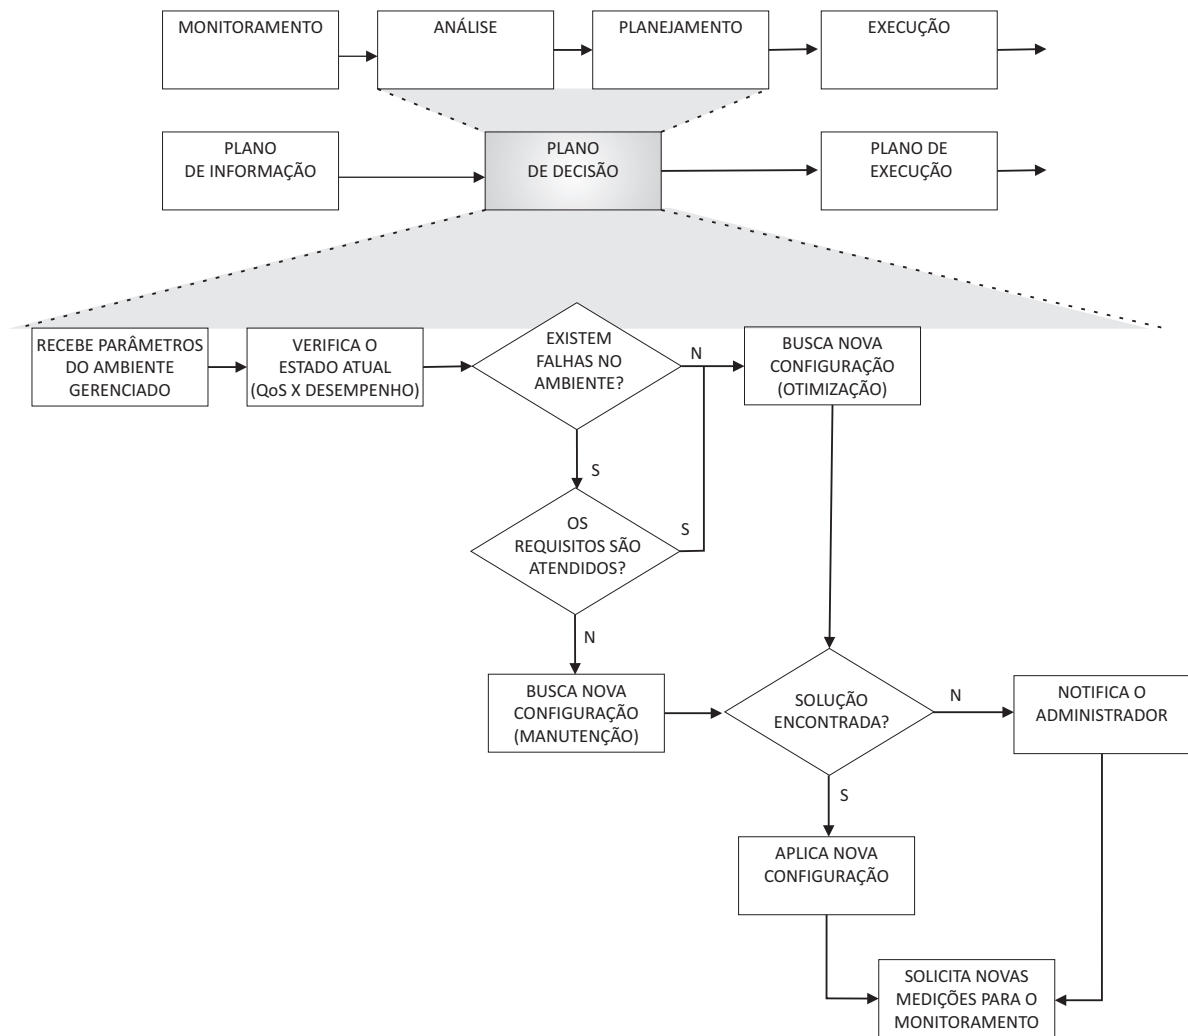 MONITORAMENTO
ANÁLISE
PLANEJAMENTO
EXECUÇÃO
PLANO
DE INFORMAÇÃO
PLANO
DE DECISÃO
PLANO DE
EXECUÇÃO
RECEBE PARÂMETROS
DO AMBIENTE
GERENCIADO
VERIFICA O
ESTADO ATUAL
(QoS X DESEMPENHO)
EXISTEM
FALHAS NO
AMBIENTE?
N
BUSCA NOVA
CONFIGURAÇÃO
(OTIMIZAÇÃO)
S
OS
REQUISITOS SÃO
ATENDIDOS?
S
N
BUSCA NOVA
CONFIGURAÇÃO
(MANUTENÇÃO)
SOLUÇÃO
ENCONTRADA?
N
NOTIFICA O
ADMINISTRADOR
S
APLICA NOVA
CONFIGURAÇÃO
SOLICITA NOVAS
MEDIÇÕES PARA O
MONITORAMENTO